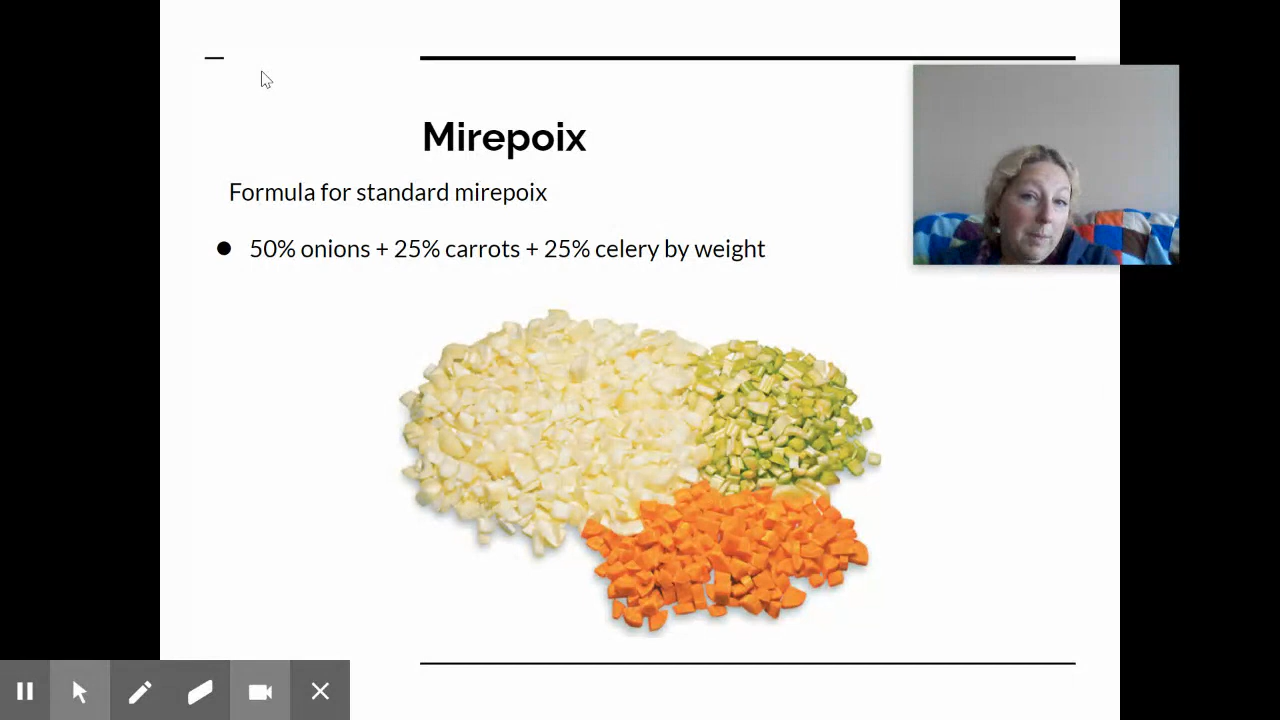 Mirepoix
Formula for standard mirepoix
● 50% onions + 25% carrots + 25% celery by weight